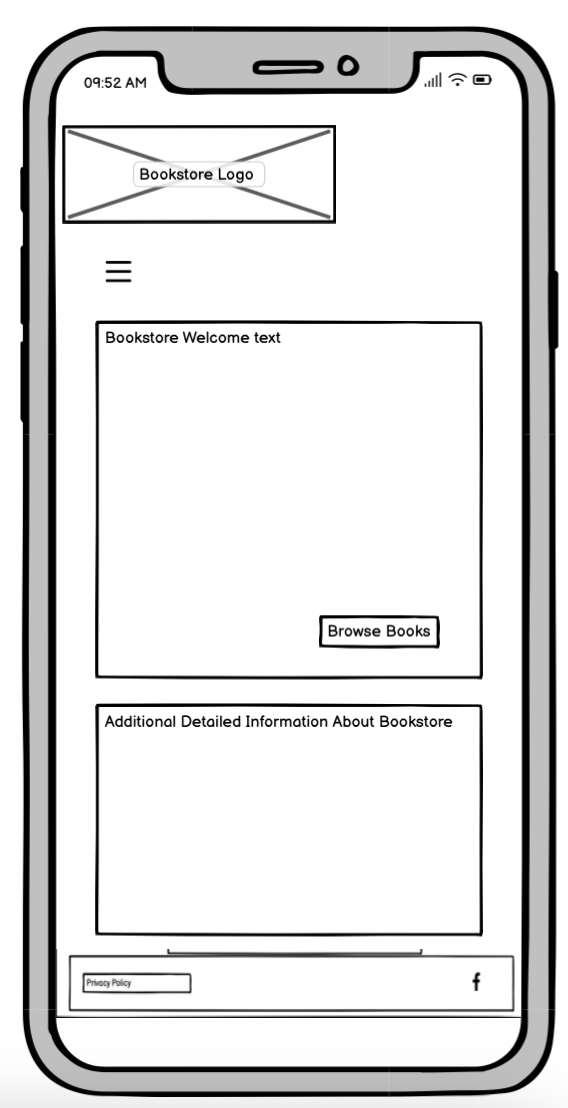 09:52 AM
Bookstore Logo
Bookstore Welcome text
Browse Books
Additional Detailed Information About Bookstore
Privacy Policy
f